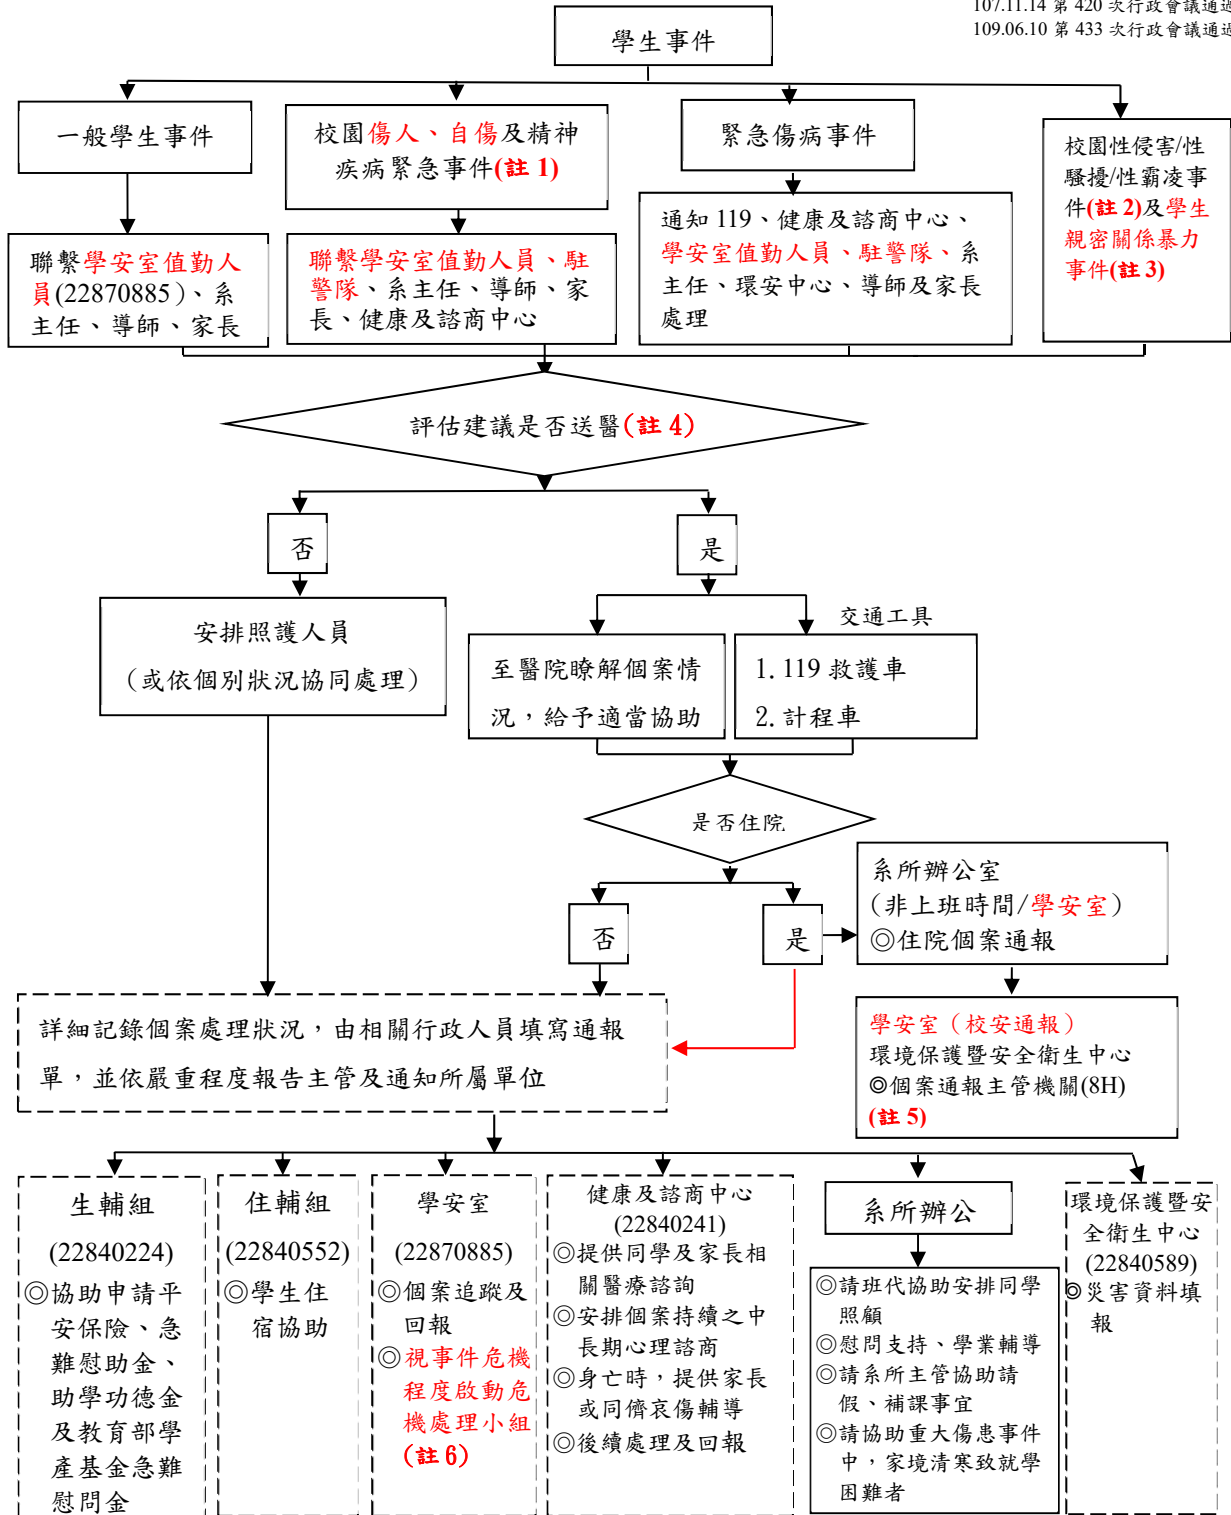 107.11.14 第 420 次行政會議通過
109.06.10 第 433 次行政會議通過
學生事件
一般學生事件
校園傷人、自傷及精神
疾病緊急事件(註 1)
緊急傷病事件
校園性侵害/性
騷擾/性霸凌事
件(註 2)及學生
親密關係暴力
事件(註 3)
聯繫學安室值勤人
員(22870885)、系
主任、導師、家長
聯繫學安室值勤人員、駐
警隊、系主任、導師、家
長、健康及諮商中心
通知 119、健康及諮商中心、
學安室值勤人員、駐警隊、系
主任、環安中心、導師及家長
處理
評估建議是否送醫(註 4)
否
是
安排照護人員
（或依個別狀況協同處理）
交通工具
至醫院瞭解個案情
況，給予適當協助
1. 119 救護車
2. 計程車
是否住院
否
是
系所辦公室
（非上班時間/學安室）
◎住院個案通報
學安室（校安通報）
環境保護暨安全衛生中心
◎個案通報主管機關(8H)
(註 5)
詳細記錄個案處理狀況，由相關行政人員填寫通報
單，並依嚴重程度報告主管及通知所屬單位
生輔組
(22840224)
◎協助申請平
安保險、急
難慰助金、
助學功德金
及教育部學
產基金急難
慰問金
住輔組
(22840552)
◎學生住
宿協助
學安室
(22870885)
◎個案追蹤及
回報
◎視事件危機
程度啟動危
機處理小組
(註 6)
健康及諮商中心
(22840241)
◎提供同學及家長相
關醫療諮詢
◎安排個案持續之中
長期心理諮商
◎身亡時，提供家長
或同儕哀傷輔導
◎後續處理及回報
系所辦公
◎請班代協助安排同學
照顧
◎慰問支持、學業輔導
◎請系所主管協助請
假、補課事宜
◎請協助重大傷患事件
中，家境清寒致就學
困難者
環境保護暨安
全衛生中心
(22840589)
◎災害資料填
報